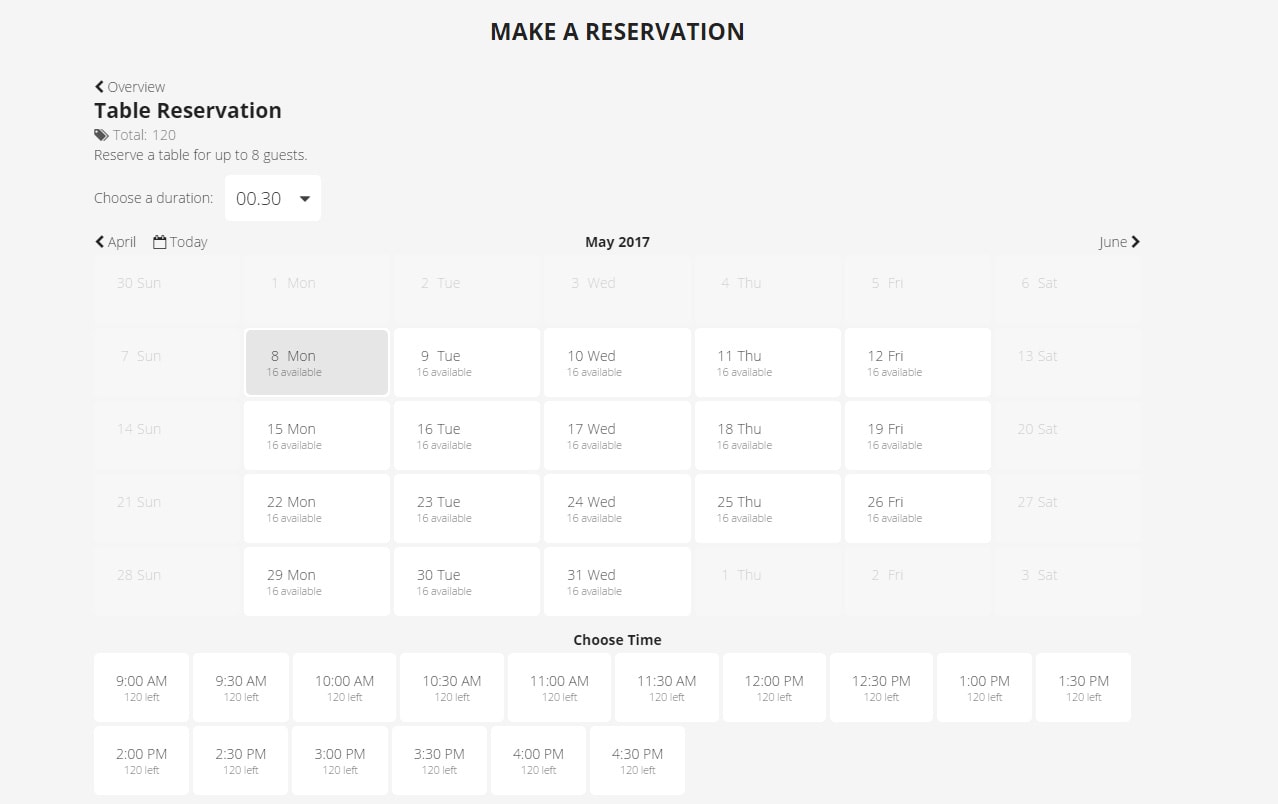 MAKE A RESERVATION
Overview
Table Reservation
Total: 120
Reserve a table for up to 8 guests.
Choose a duration: 00.30
April Today May 2017 June
30 Sun 1 Mon 2 Tue 3 Wed 4 Thu 5 Fri 6 Sat
7 Sun 8 Mon 9 Tue 10 Wed 11 Thu 12 Fri 13 Sat
16 available 16 available 16 available 16 available 16 available
14 Sun 15 Mon 16 Tue 17 Wed 18 Thu 19 Fri 20 Sat
16 available 16 available 16 available 16 available 16 available
21 Sun 22 Mon 23 Tue 24 Wed 25 Thu 26 Fri 27 Sat
16 available 16 available 16 available 16 available 16 available
28 Sun 29 Mon 30 Tue 31 Wed 1 Thu 2 Fri 3 Sat
16 available 16 available 16 available
Choose Time
9:00 AM 9:30 AM 10:00 AM 10:30 AM 11:00 AM 11:30 AM 12:00 PM 12:30 PM 1:00 PM 1:30 PM
120 left 120 left 120 left 120 left 120 left 120 left 120 left 120 left 120 left 120 left
2:00 PM 2:30 PM 3:00 PM 3:30 PM 4:00 PM 4:30 PM
120 left 120 left 120 left 120 left 120 left 120 left